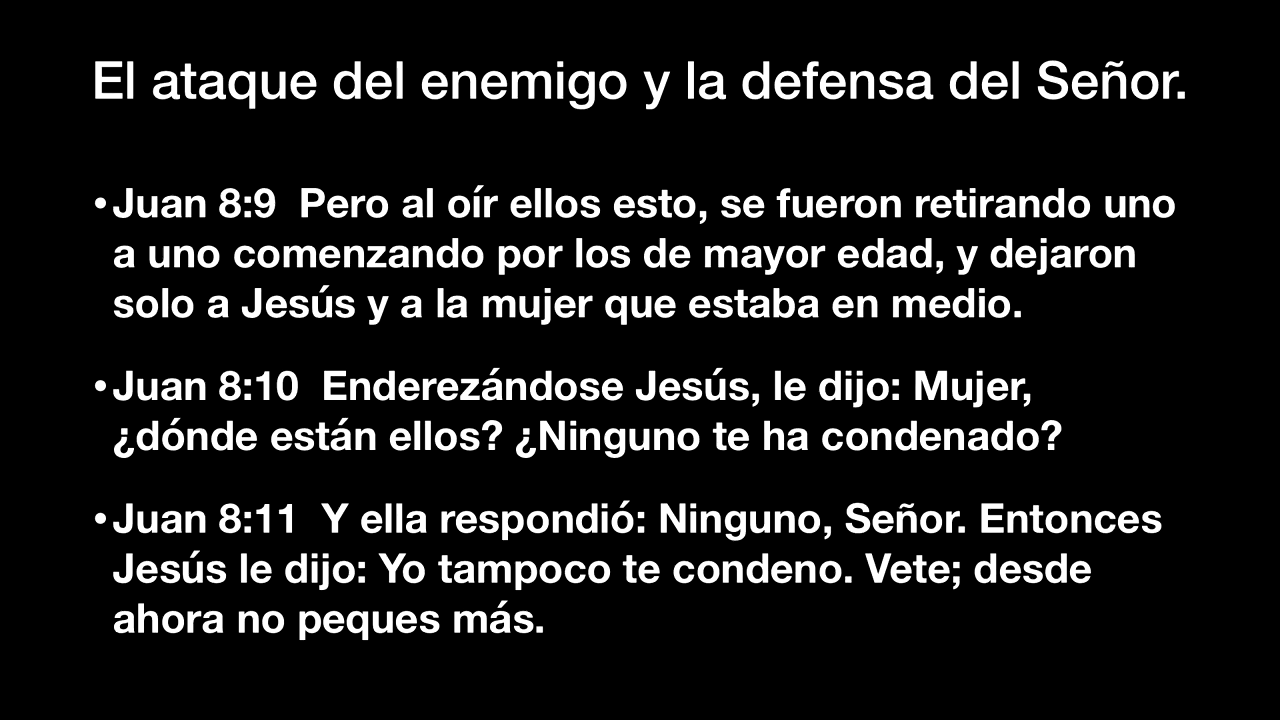 El ataque del enemigo y la defensa del Señor.
• Juan 8:9  Pero al oír ellos esto, se fueron retirando uno
a uno comenzando por los de mayor edad, y dejaron
solo a Jesús y a la mujer que estaba en medio.
• Juan 8:10  Enderezándose Jesús, le dijo: Mujer,
¿dónde están ellos? ¿Ninguno te ha condenado?
• Juan 8:11  Y ella respondió: Ninguno, Señor. Entonces
Jesús le dijo: Yo tampoco te condeno. Vete; desde
ahora no peques más.